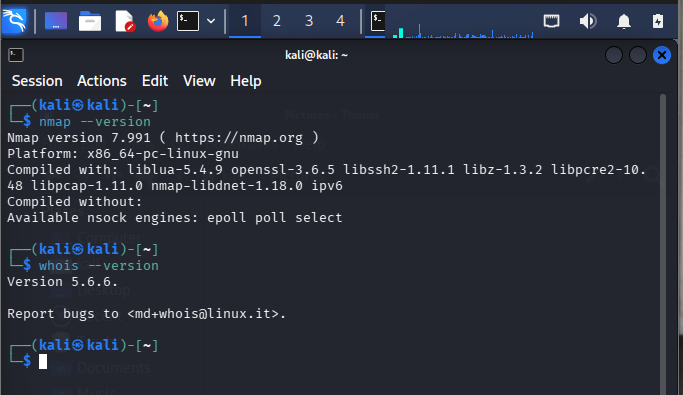 1 2 3 4
kali@kali: ~
Session Actions Edit View Help
┌──(kali㉿kali)-[~]
└─$ nmap --version
Nmap version 7.991 ( https://nmap.org )
Platform: x86_64-pc-linux-gnu
Compiled with: liblua-5.4.9 openssl-3.6.5 libssh2-1.11.1 libz-1.3.2 libpcre2-10.
48 libpcap-1.11.0 nmap-libdnet-1.18.0 ipv6
Compiled without:
Available nsock engines: epoll poll select
┌──(kali㉿kali)-[~]
└─$ whois --version
Version 5.6.6.
Report bugs to <md+whois@linux.it>.
┌──(kali㉿kali)-[~]
└─$
Documents